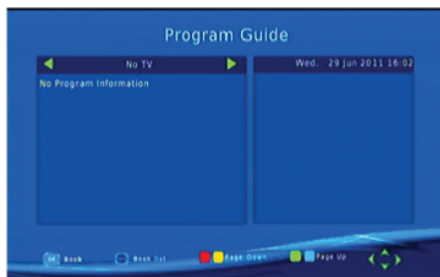 Program Guide
No TV
Wed. 29 Jun 2011 16:02
No Program Information
OK Book Book list Page Down Page Up